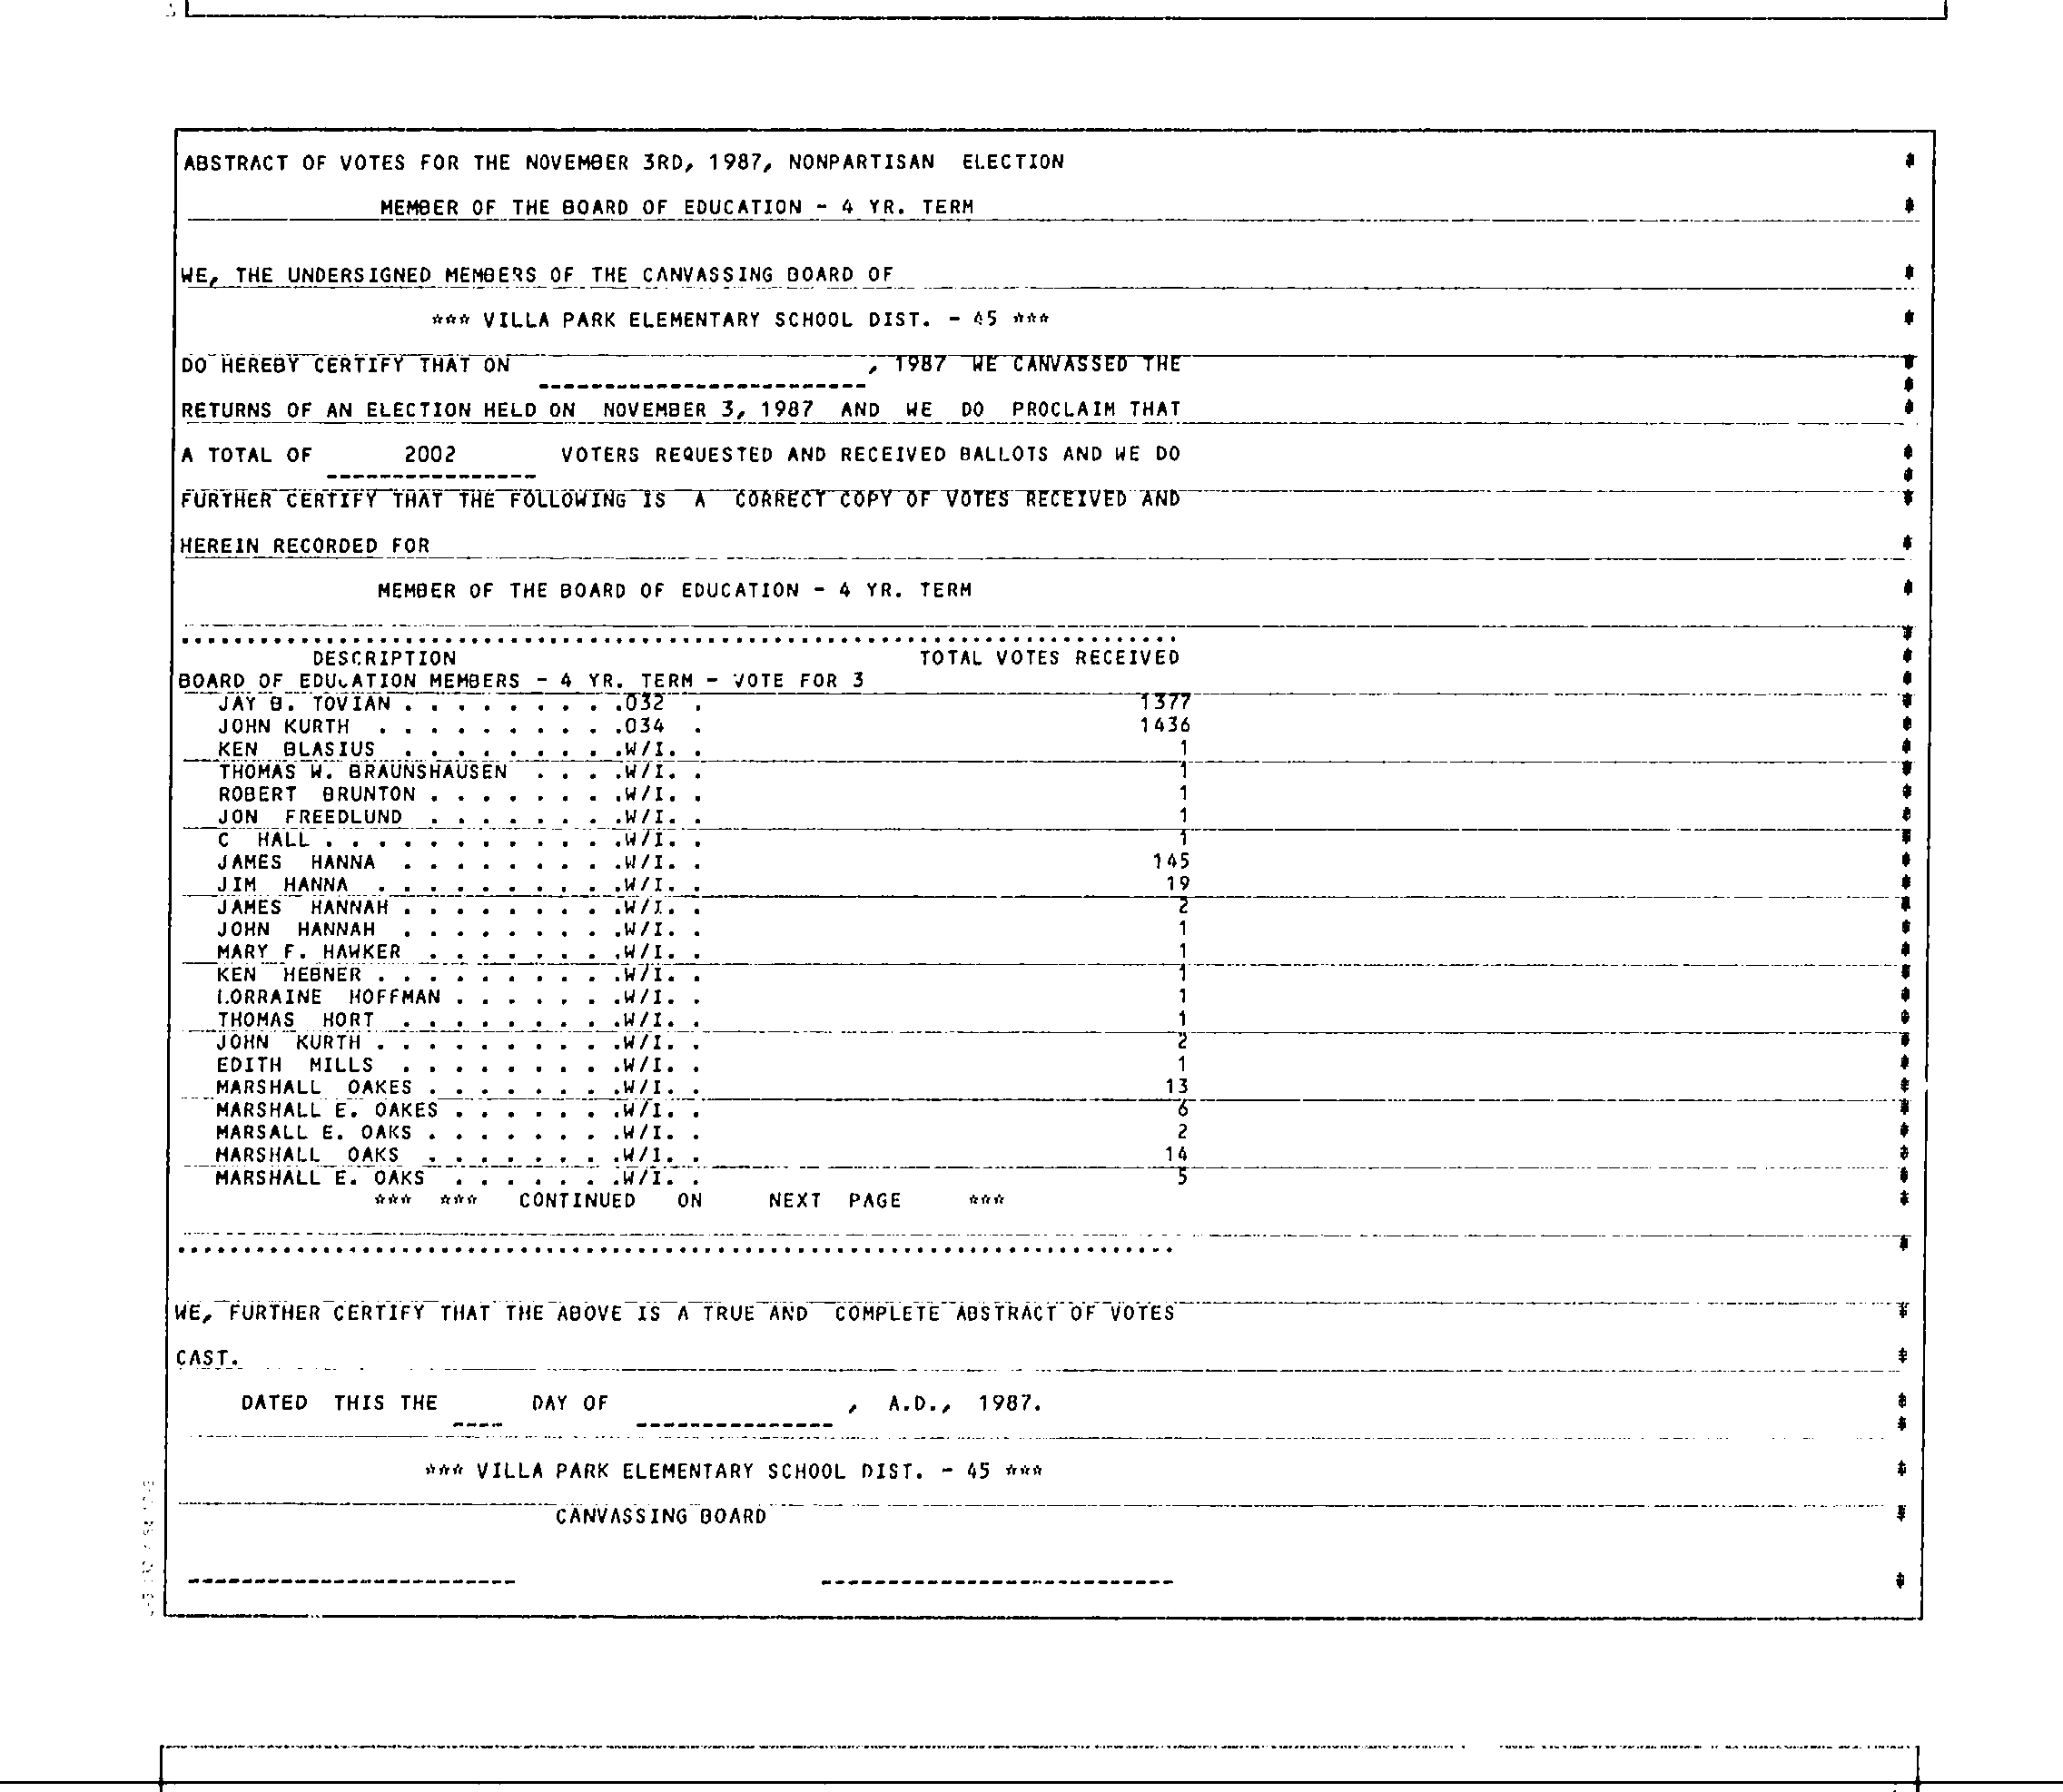 ABSTRACT OF VOTES FOR THE NOVEMBER 3RD, 1987, NONPARTISAN ELECTION
MEMBER OF THE BOARD OF EDUCATION - 4 YR. TERM
WE, THE UNDERSIGNED MEMBERS OF THE CANVASSING BOARD OF
*** VILLA PARK ELEMENTARY SCHOOL DIST. - 45 ***
DO HEREBY CERTIFY THAT ON , 1987 WE CANVASSED THE
RETURNS OF AN ELECTION HELD ON NOVEMBER 3, 1987 AND WE DO PROCLAIM THAT
A TOTAL OF 2002 VOTERS REQUESTED AND RECEIVED BALLOTS AND WE DO
FURTHER CERTIFY THAT THE FOLLOWING IS A CORRECT COPY OF VOTES RECEIVED AND
HEREIN RECORDED FOR
MEMBER OF THE BOARD OF EDUCATION - 4 YR. TERM
DESCRIPTION TOTAL VOTES RECEIVED
BOARD OF EDUCATION MEMBERS - 4 YR. TERM - VOTE FOR 3
JAY B. TOVIAN . . . . . . . . .032 . 1377
JOHN KURTH . . . . . . . . . .034 . 1436
KEN BLASIUS . . . . . . . . .W/I. . 1
THOMAS W. BRAUNSHAUSEN . . . .W/I. . 1
ROBERT BRUNTON . . . . . . . .W/I. . 1
JON FREEDLUND . . . . . . . .W/I. . 1
C HALL . . . . . . . . . . . .W/I. . 1
JAMES HANNA . . . . . . . . .W/I. . 145
JIM HANNA . . . . . . . . . .W/I. . 19
JAMES HANNAH . . . . . . . . .W/I. . 2
JOHN HANNAH . . . . . . . . .W/I. . 1
MARY F. HAWKER . . . . . . . .W/I. . 1
KEN HEBNER . . . . . . . . . .W/I. . 1
LORRAINE HOFFMAN . . . . . . .W/I. . 1
THOMAS HORT . . . . . . . . .W/I. . 1
JOHN KURTH . . . . . . . . . .W/I. . 2
EDITH MILLS . . . . . . . . .W/I. . 1
MARSHALL OAKES . . . . . . . .W/I. . 13
MARSHALL E. OAKES . . . . . . .W/I. . 6
MARSALL E. OAKS . . . . . . . .W/I. . 2
MARSHALL OAKS . . . . . . . .W/I. . 14
MARSHALL E. OAKS . . . . . . .W/I. . 5
*** *** CONTINUED ON NEXT PAGE ***
WE, FURTHER CERTIFY THAT THE ABOVE IS A TRUE AND COMPLETE ABSTRACT OF VOTES
CAST.
DATED THIS THE DAY OF , A.D., 1987.
*** VILLA PARK ELEMENTARY SCHOOL DIST. - 45 ***
CANVASSING BOARD